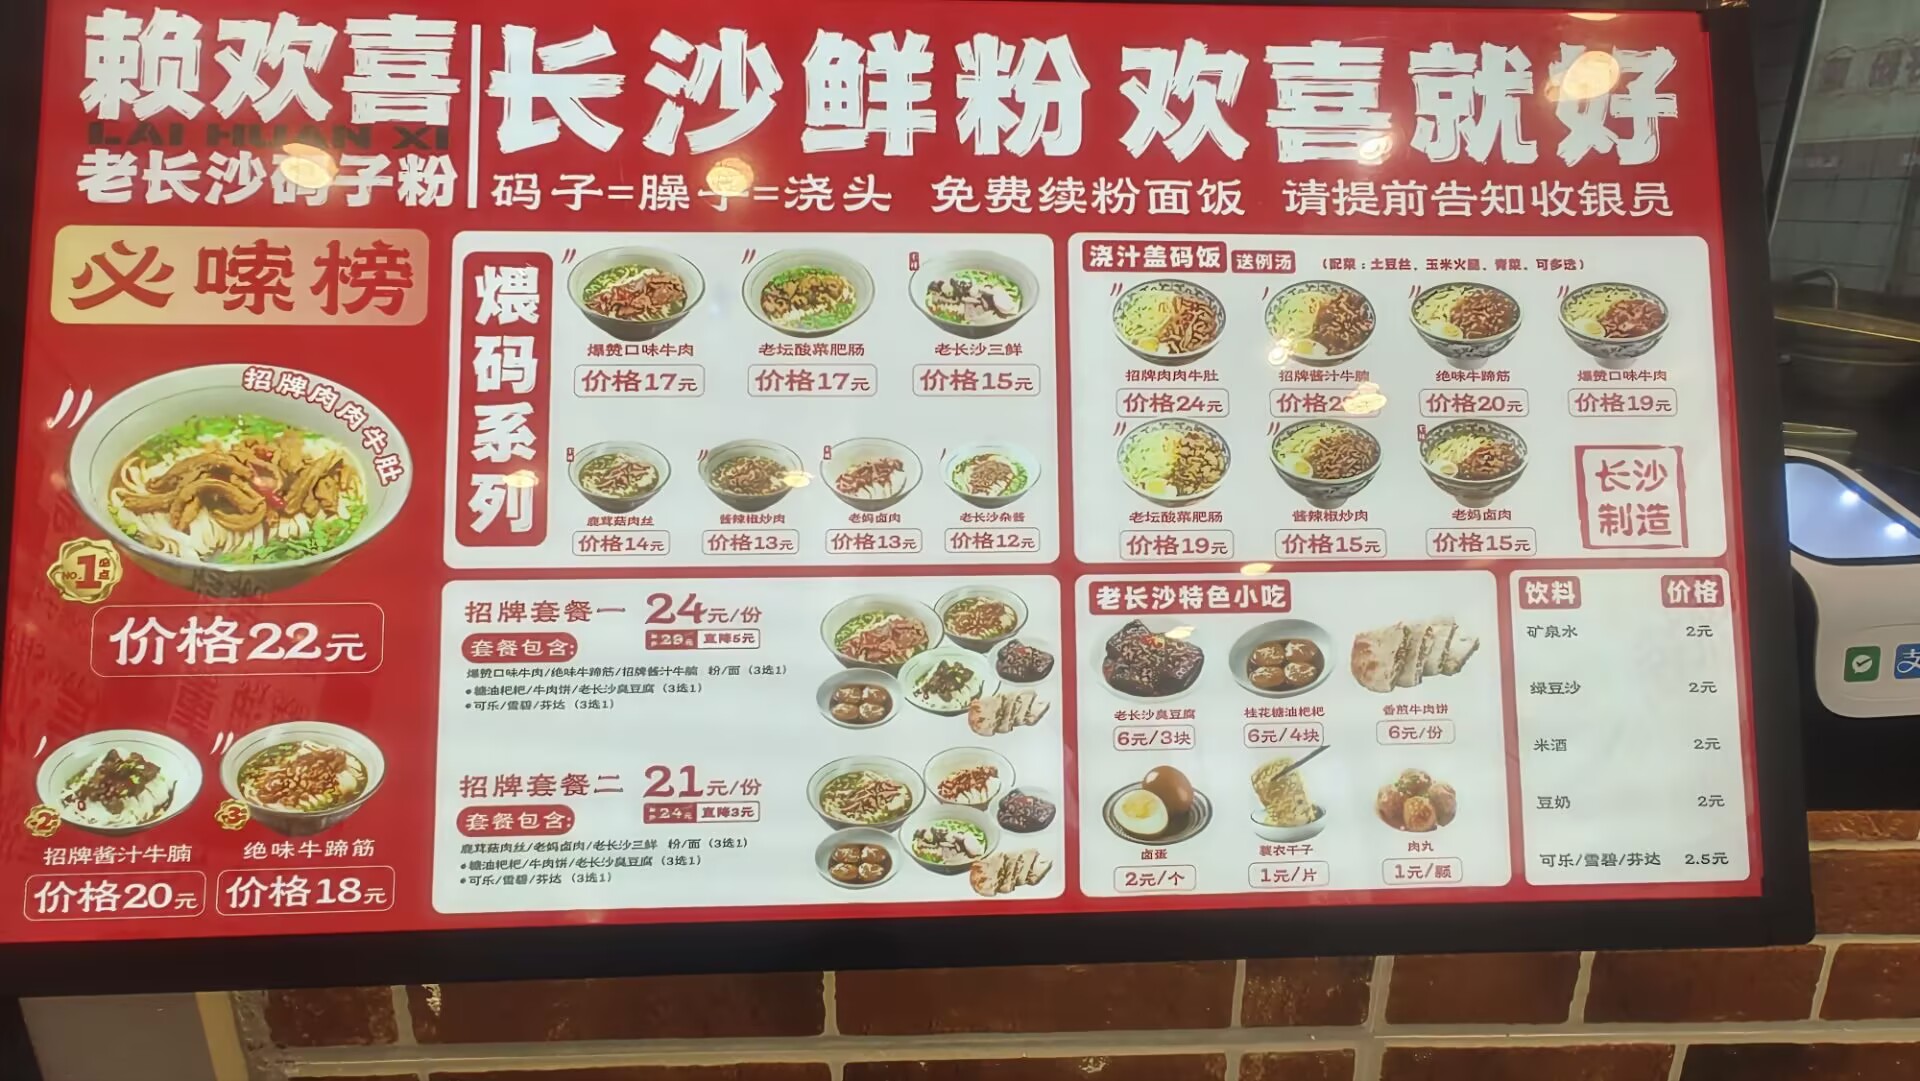 赖欢喜
LAI HUAN XI
老长沙码子粉
长沙鲜粉 欢喜就好
码子=臊子=浇头 免费续粉面饭 请提前告知收银员
必嗦榜
招牌肉肉牛肚
NO.1 必点
价格22元
2
招牌酱汁牛腩
价格20元
3
绝味牛蹄筋
价格18元
煨码系列
爆赞口味牛肉
价格17元
老坛酸菜肥肠
价格17元
老长沙三鲜
价格15元
鹿茸菇肉丝
价格14元
酱辣椒炒肉
价格13元
老妈卤肉
价格13元
老长沙杂酱
价格12元
浇汁盖码饭 送例汤 (配菜:土豆丝、玉米火腿、青菜。可多选)
招牌肉肉牛肚
价格24元
招牌酱汁牛腩
价格
绝味牛蹄筋
价格20元
爆赞口味牛肉
价格19元
老坛酸菜肥肠
价格19元
酱辣椒炒肉
价格15元
老妈卤肉
价格15元
长沙
制造
招牌套餐一 24元/份
29元 直降5元
套餐包含:
爆赞口味牛肉/绝味牛蹄筋/招牌酱汁牛腩 粉/面(3选1)
•糖油粑粑/牛肉饼/老长沙臭豆腐(3选1)
•可乐/雪碧/芬达(3选1)
招牌套餐二 21元/份
24元 直降3元
套餐包含:
鹿茸菇肉丝/老妈卤肉/老长沙三鲜 粉/面(3选1)
•糖油粑粑/牛肉饼/老长沙臭豆腐(3选1)
•可乐/雪碧/芬达(3选1)
老长沙特色小吃
老长沙臭豆腐
6元/3块
桂花糖油粑粑
6元/4块
香煎牛肉饼
6元/份
卤蛋
2元/个
干子
1元/片
肉丸
1元/颗
饮料 价格
矿泉水 2元
绿豆沙 2元
米酒 2元
豆奶 2元
可乐/雪碧/芬达 2.5元
支